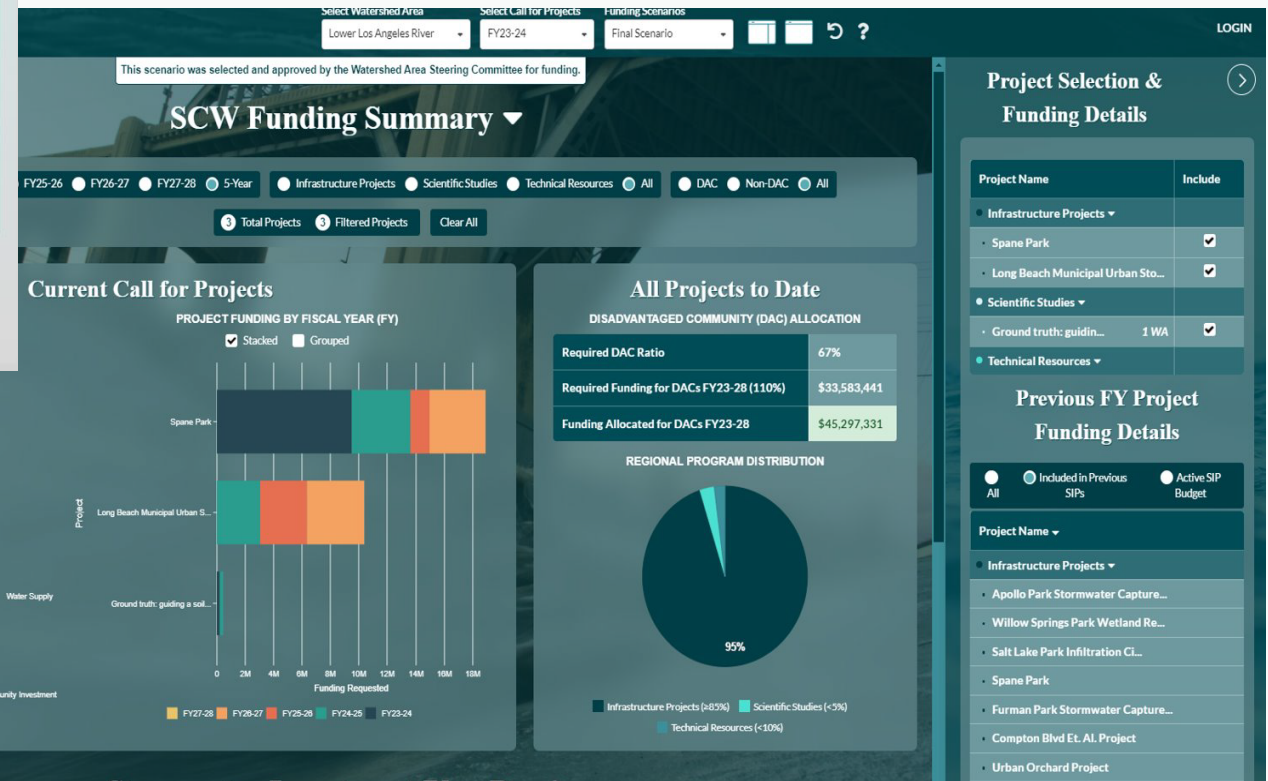 Select Watershed Area
Select Call for Projects
Funding Scenarios
Lower Los Angeles River
FY23-24
Final Scenario
?
LOGIN
This scenario was selected and approved by the Watershed Area Steering Committee for funding.
SCW Funding Summary
FY25-26 FY26-27 FY27-28 5-Year
Infrastructure Projects Scientific Studies Technical Resources All
DAC Non-DAC All
3 Total Projects 3 Filtered Projects
Clear All
Current Call for Projects
PROJECT FUNDING BY FISCAL YEAR (FY)
Stacked Grouped
Project
Spane Park
Long Beach Municipal Urban S...
Ground truth: guiding a soil...
Water Supply
0 2M 4M 6M 8M 10M 12M 14M 16M 18M
Funding Requested
unity Investment
FY27-28 FY26-27 FY25-26 FY24-25 FY23-24
All Projects to Date
DISADVANTAGED COMMUNITY (DAC) ALLOCATION
Required DAC Ratio 67%
Required Funding for DACs FY23-28 (110%) $33,583,441
Funding Allocated for DACs FY23-28 $45,297,331
REGIONAL PROGRAM DISTRIBUTION
95%
Infrastructure Projects (≥85%) Scientific Studies (<5%)
Technical Resources (<10%)
Project Selection &
Funding Details
Project Name Include
Infrastructure Projects
Spane Park
Long Beach Municipal Urban Sto...
Scientific Studies
Ground truth: guidin... 1 WA
Technical Resources
Previous FY Project
Funding Details
All
Included in Previous
SIPs
Active SIP
Budget
Project Name
Infrastructure Projects
Apollo Park Stormwater Capture...
Willow Springs Park Wetland Re...
Salt Lake Park Infiltration Ci...
Spane Park
Furman Park Stormwater Capture...
Compton Blvd Et. Al. Project
Urban Orchard Project